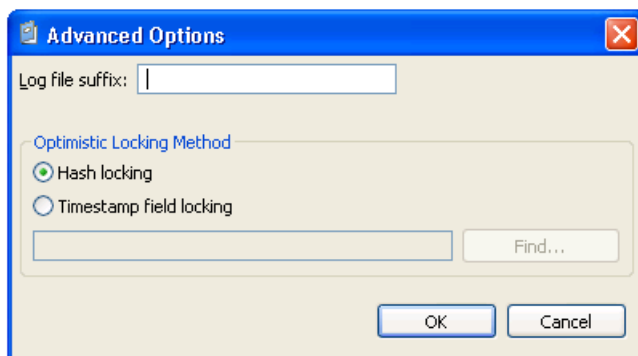 Advanced Options
Log file suffix:
Optimistic Locking Method
Hash locking
Timestamp field locking
Find...
OK Cancel